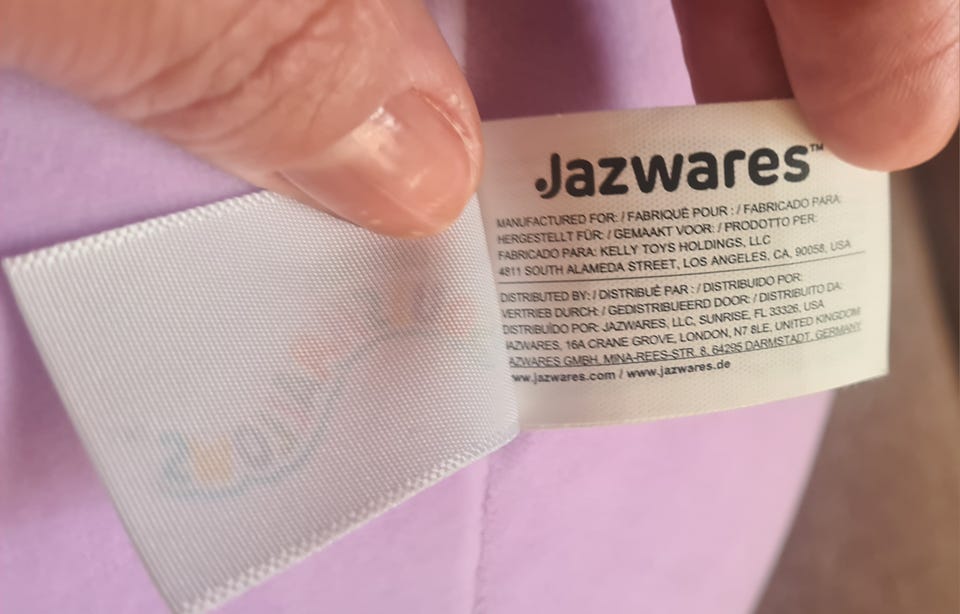 Jazwares™
MANUFACTURED FOR: / FABRIQUÉ POUR : / FABRICADO PARA:
HERGESTELLT FÜR: / GEMAAKT VOOR: / PRODOTTO PER:
FABRICADO PARA: KELLY TOYS HOLDINGS, LLC
4811 SOUTH ALAMEDA STREET, LOS ANGELES, CA, 90058, USA
DISTRIBUTED BY: / DISTRIBUÉ PAR : / DISTRIBUIDO POR:
VERTRIEB DURCH: / GEDISTRIBUEERD DOOR: / DISTRIBUITO DA:
DISTRIBUÍDO POR: JAZWARES, LLC, SUNRISE, FL 33326, USA
JAZWARES, 16A CRANE GROVE, LONDON, N7 8LE, UNITED KINGDOM
JAZWARES GMBH, MINA-REES-STR. 8, 64295 DARMSTADT, GERMANY
www.jazwares.com / www.jazwares.de